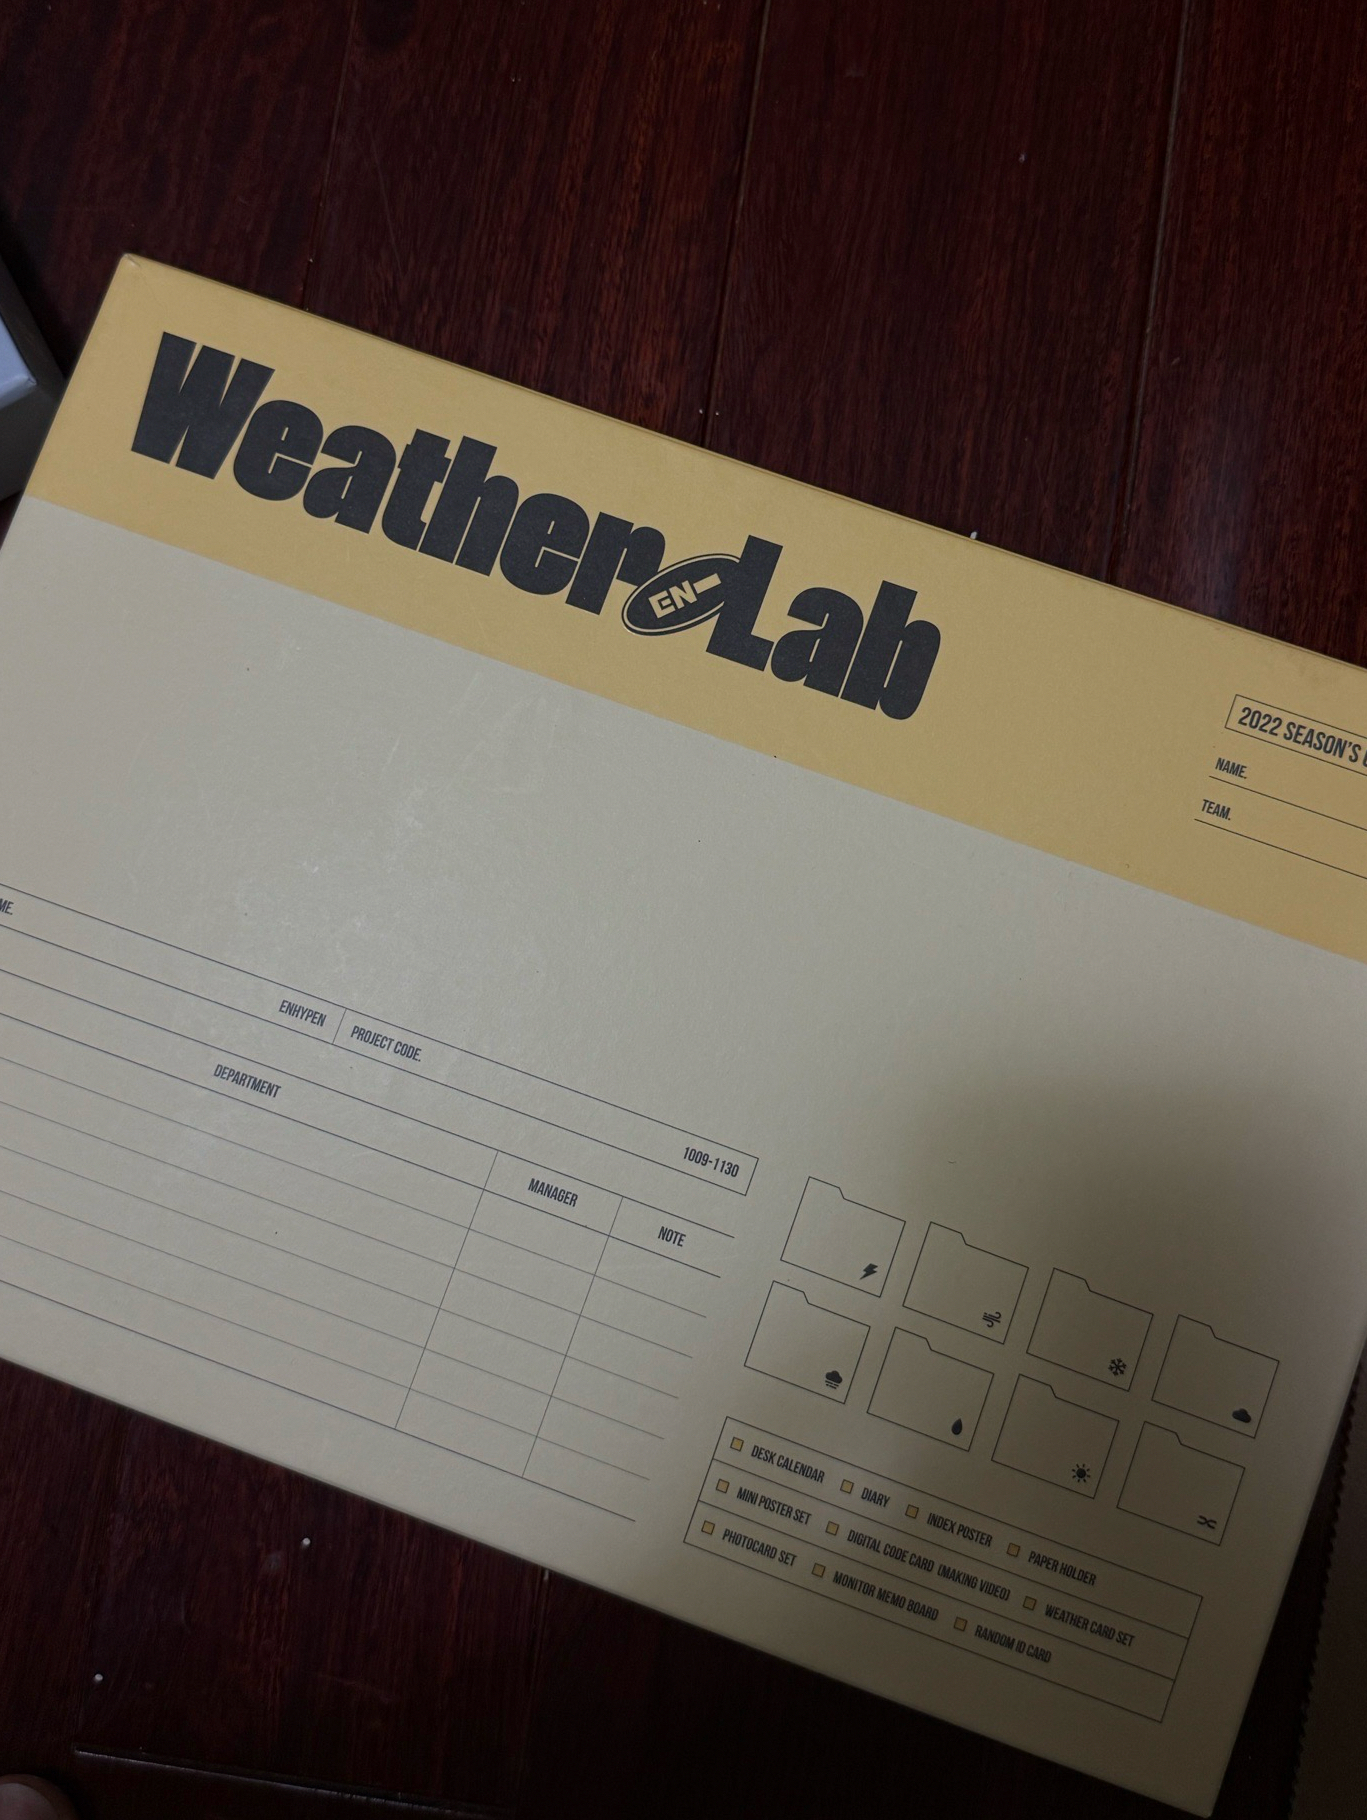 Weather EN- Lab
2022 SEASON'S
NAME.
TEAM.
ENHYPEN
PROJECT CODE.
1009-1130
DEPARTMENT
MANAGER
NOTE
DESK CALENDAR DIARY INDEX POSTER PAPER HOLDER
MINI POSTER SET DIGITAL CODE CARD (MAKING VIDEO) WEATHER CARD SET
PHOTOCARD SET MONITOR MEMO BOARD RANDOM ID CARD